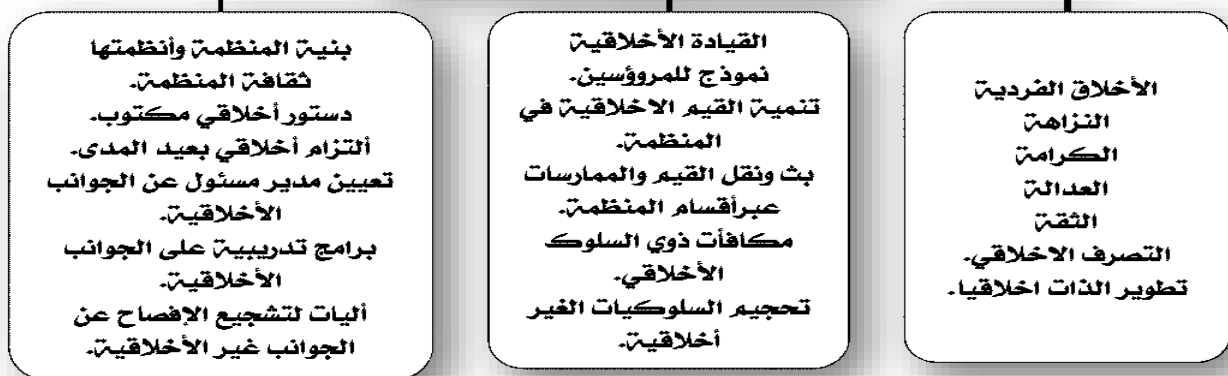 الأخلاق الفردية
النزاهة
الكرامة
العدالة
الثقة
التصرف الاخلاقي.
تطوير الذات اخلاقيا.
القيادة الأخلاقية
نموذج للمروؤسين.
تنمية القيم الاخلاقية في
المنظمة.
بث ونقل القيم والممارسات
عبرأقسام المنظمة.
مكافأت ذوي السلوك
الأخلاقي.
تحجيم السلوكيات الغير
أخلاقية.
بنية المنظمة وأنظمتها
ثقافة المنظمة.
دستور أخلاقي مكتوب.
ألتزام أخلاقي بعيد المدى.
تعيين مدير مسئول عن الجوانب
الأخلاقية.
برامج تدريبية على الجوانب
الأخلاقية.
أليات لتشجيع الإفصاح عن
الجوانب غير الأخلاقية.